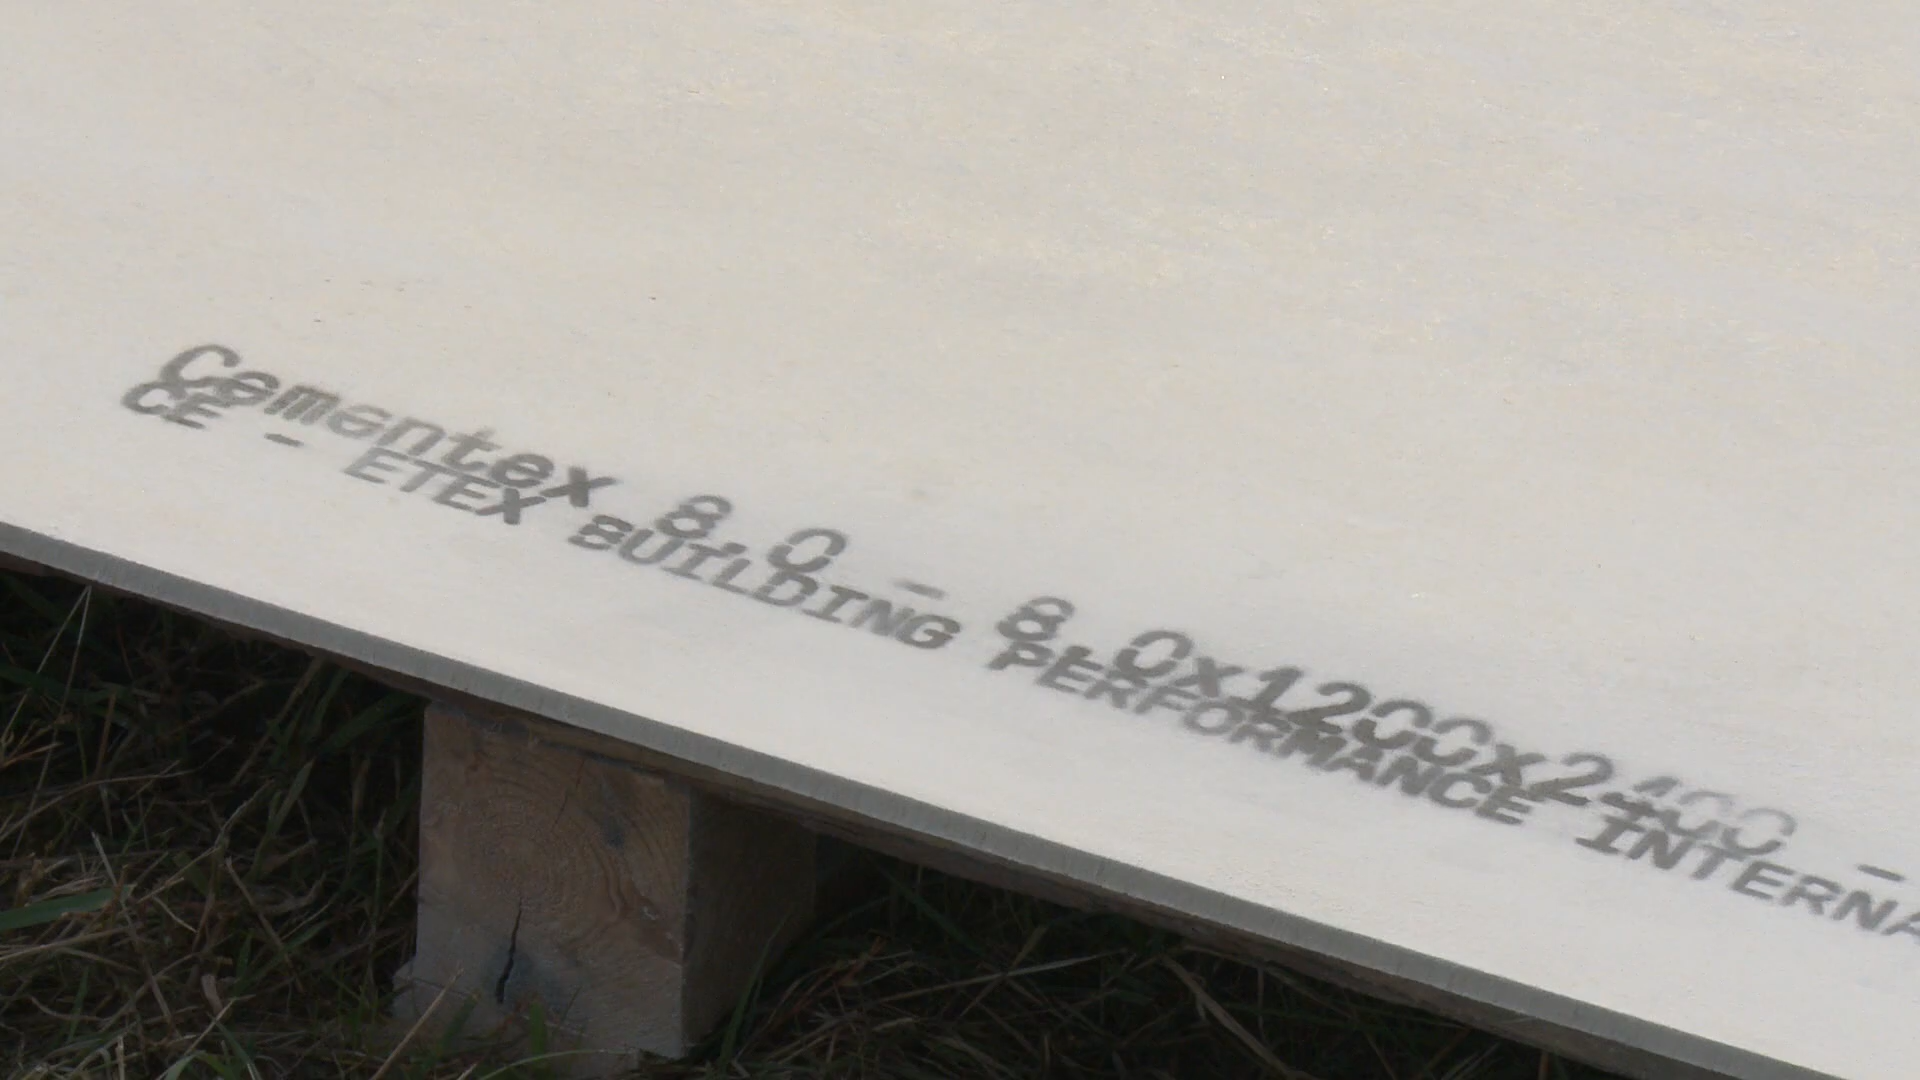 Cementex 8.0 - 8.0x1200x2400 -
CE - ETEX BUILDING PERFORMANCE INTERNA